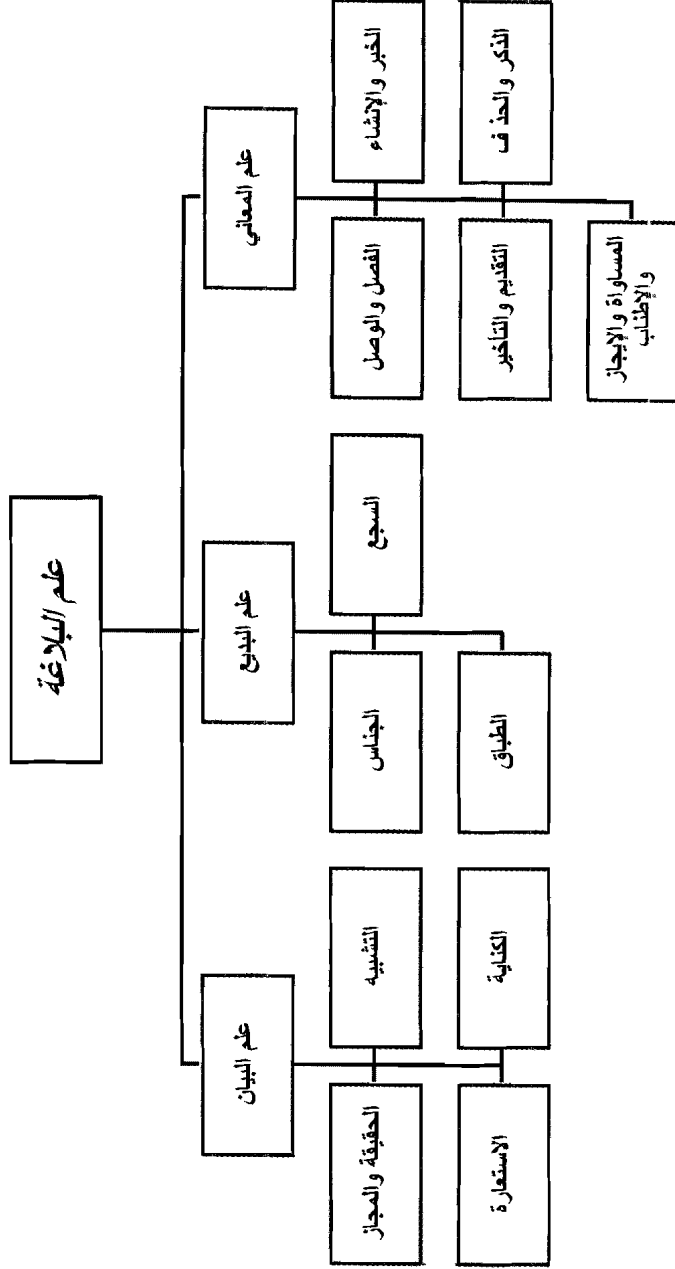 علم البلاغة
علم المعاني
علم البديع
علم البيان
الخبر والإنشاء
الفصل والوصل
الذكر والحذ ف
التقديم والتأخير
المساواة والإيجاز
والإطناب
السجع
الجناس
الطباق
التشبيه
الحقيقة والمجاز
الكناية
الاستعارة